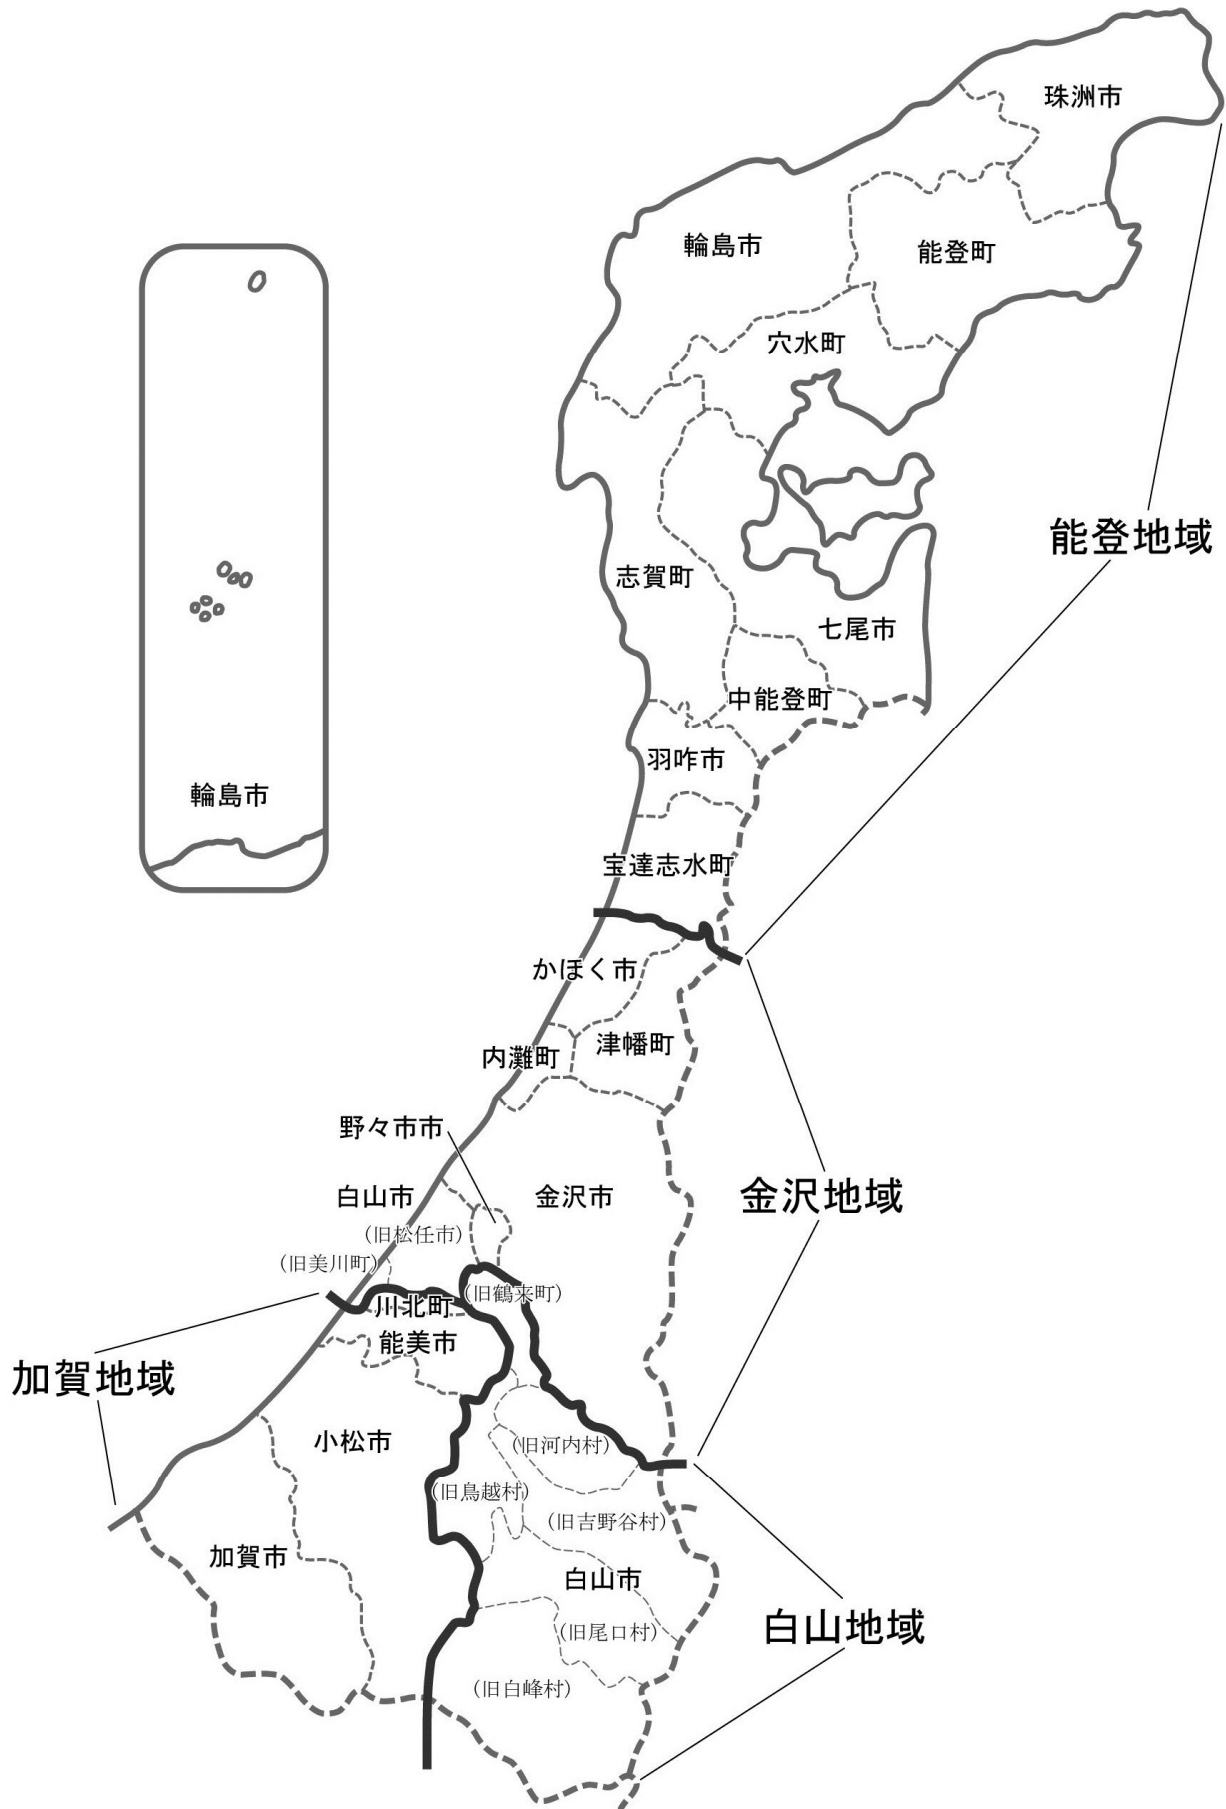 珠洲市
輪島市
能登町
穴水町
能登地域
志賀町
七尾市
中能登町
羽咋市
輪島市
宝達志水町
かほく市
津幡町
内灘町
野々市市
白山市
金沢市
金沢地域
(旧松任市)
(旧美川町)
(旧鶴来町)
川北町
能美市
加賀地域
小松市
(旧河内村)
(旧鳥越村)
(旧吉野谷村)
加賀市
白山市
白山地域
(旧尾口村)
(旧白峰村)